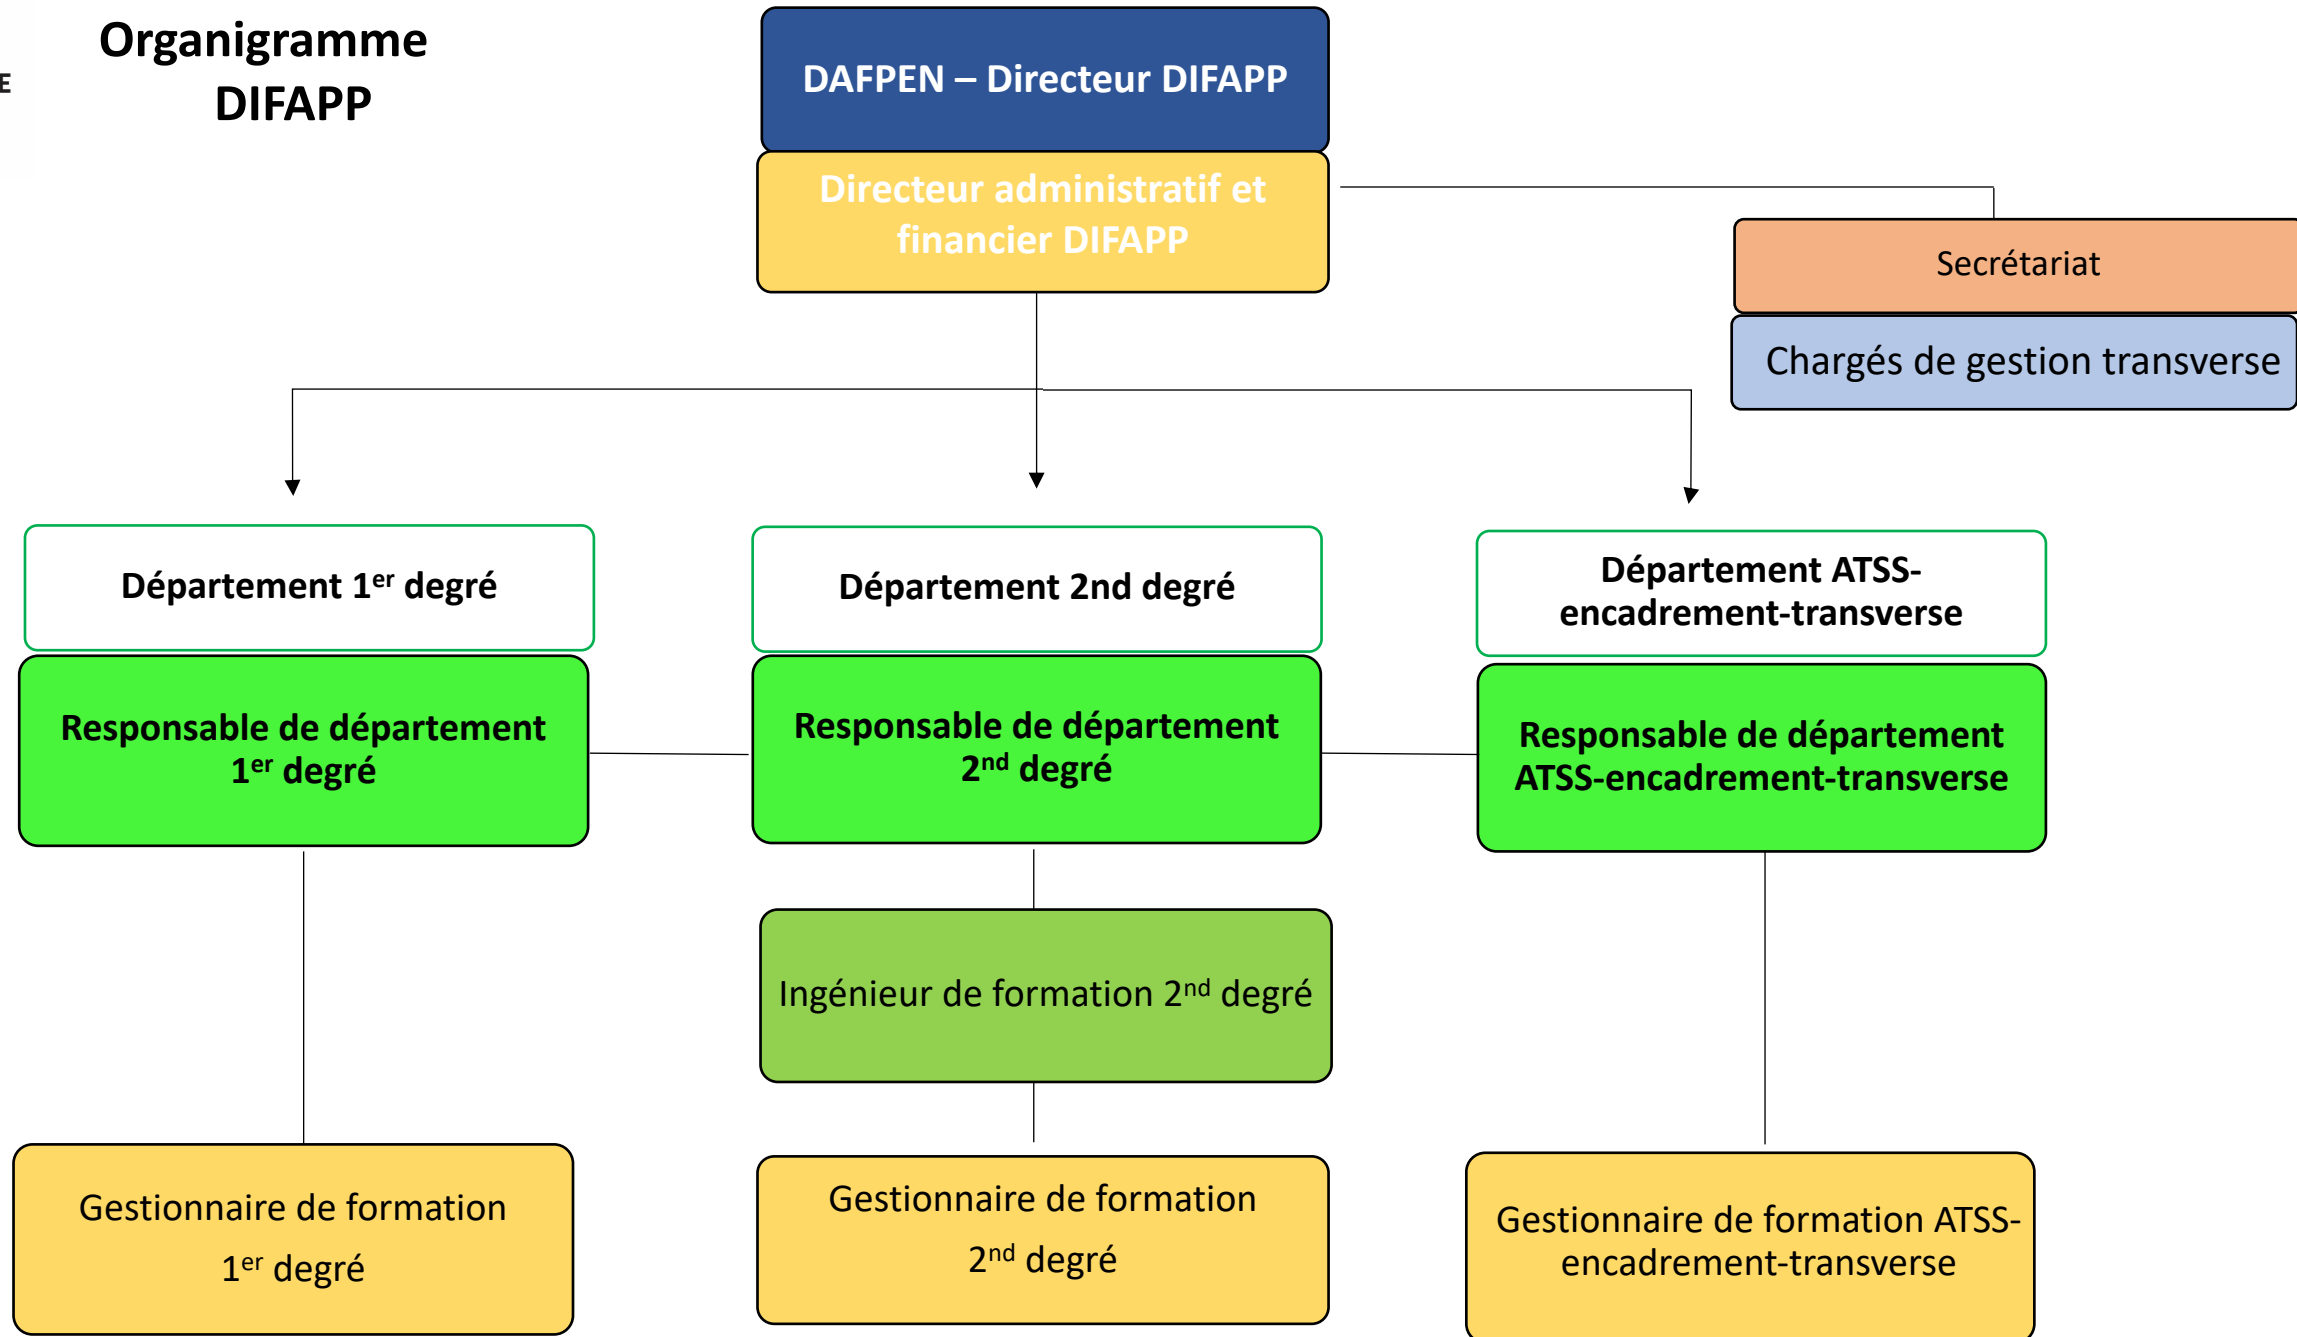 Organigramme
DIFAPP
E
DAFPEN – Directeur DIFAPP
Directeur administratif et
financier DIFAPP
Secrétariat
Chargés de gestion transverse
Département 1er degré
Département 2nd degré
Département ATSS-
encadrement-transverse
Responsable de département
1er degré
Responsable de département
2nd degré
Responsable de département
ATSS-encadrement-transverse
Ingénieur de formation 2nd degré
Gestionnaire de formation
1er degré
Gestionnaire de formation
2nd degré
Gestionnaire de formation ATSS-
encadrement-transverse